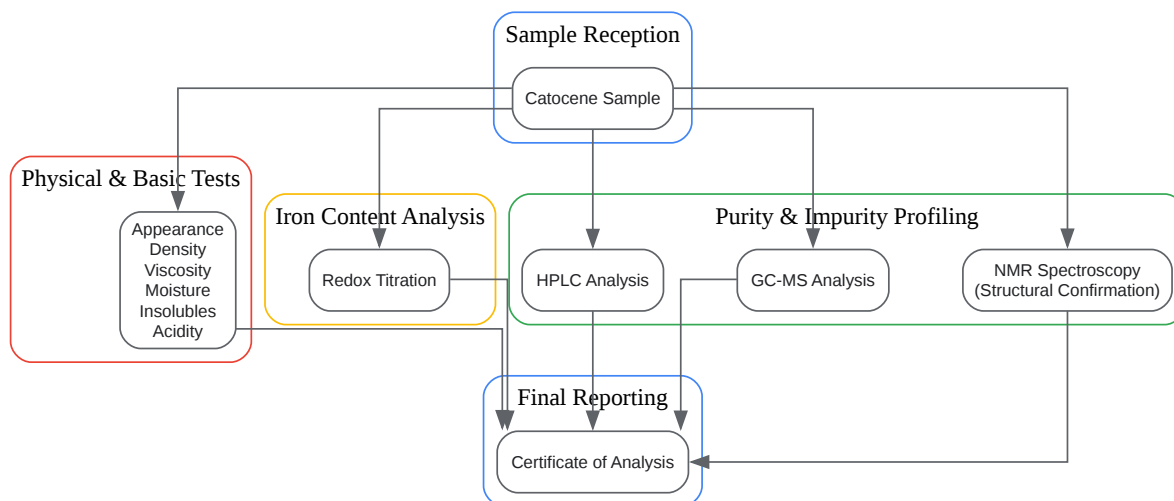 Sample Reception
Catocene Sample
Physical & Basic Tests
Appearance
Density
Viscosity
Moisture
Insolubles
Acidity
Iron Content Analysis
Redox Titration
Purity & Impurity Profiling
HPLC Analysis
GC-MS Analysis
NMR Spectroscopy
(Structural Confirmation)
Final Reporting
Certificate of Analysis